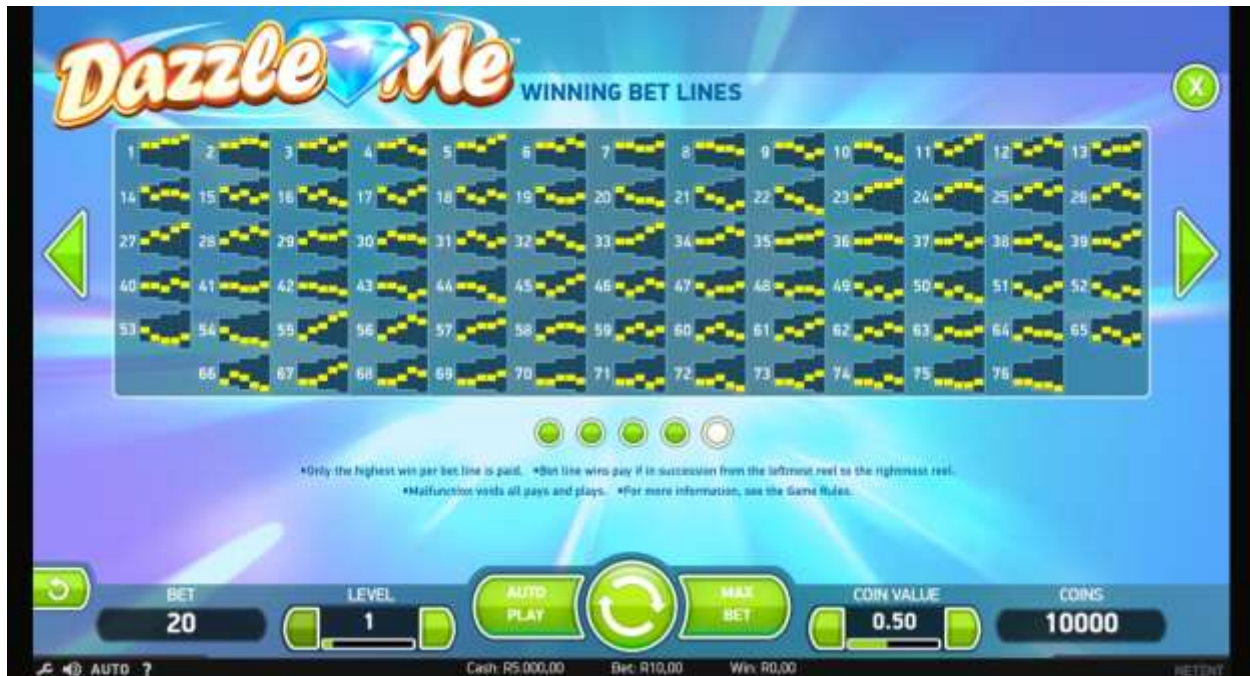 Dazzle Me™
WINNING BET LINES
X
1 2 3 4 5 6 7 8 9 10 11 12 13
14 15 16 17 18 19 20 21 22 23 24 25 26
27 28 29 30 31 32 33 34 35 36 37 38 39
40 41 42 43 44 45 46 47 48 49 50 51 52
53 54 55 56 57 58 59 60 61 62 63 64 65
66 67 68 69 70 71 72 73 74 75 76
•Only the highest win per bet line is paid. •Bet line wins pay if in succession from the leftmost reel to the rightmost reel.
•Malfunction voids all pays and plays. •For more information, see the Game Rules.
BET LEVEL AUTO PLAY MAX BET COIN VALUE COINS
20 1 0.50 10000
AUTO ? Cash: R5.000,00 Bet: R10,00 Win: R0,00 NETENT